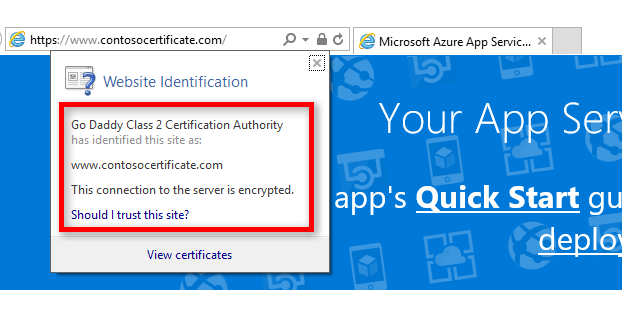 https://www.contosocertificate.com/
Microsoft Azure App Servic...
Website Identification
Go Daddy Class 2 Certification Authority
has identified this site as:
www.contosocertificate.com
This connection to the server is encrypted.
Should I trust this site?
View certificates
Your App Ser
app's Quick Start gu
deploy